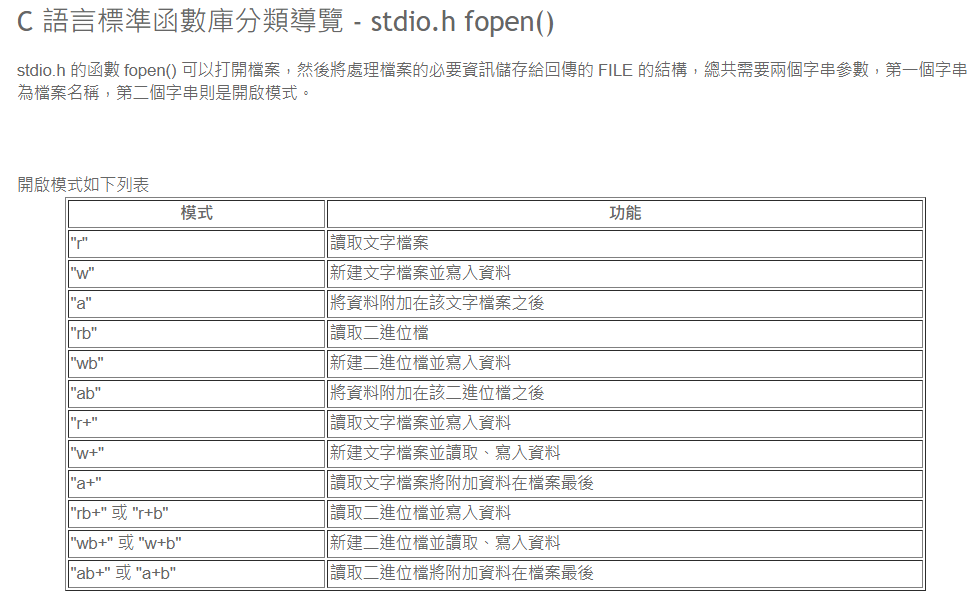 C 語言標準函數庫分類導覽 - stdio.h fopen()
stdio.h 的函數 fopen() 可以打開檔案，然後將處理檔案的必要資訊儲存給回傳的 FILE 的結構，總共需要兩個字串參數，第一個字串
為檔案名稱，第二個字串則是開啟模式。
開啟模式如下列表
模式 功能
"r" 讀取文字檔案
"w" 新建文字檔案並寫入資料
"a" 將資料附加在該文字檔案之後
"rb" 讀取二進位檔
"wb" 新建二進位檔並寫入資料
"ab" 將資料附加在該二進位檔之後
"r+" 讀取文字檔案並寫入資料
"w+" 新建文字檔案並讀取、寫入資料
"a+" 讀取文字檔案將附加資料在檔案最後
"rb+" 或 "r+b" 讀取二進位檔並寫入資料
"wb+" 或 "w+b" 新建二進位檔並讀取、寫入資料
"ab+" 或 "a+b" 讀取二進位檔將附加資料在檔案最後